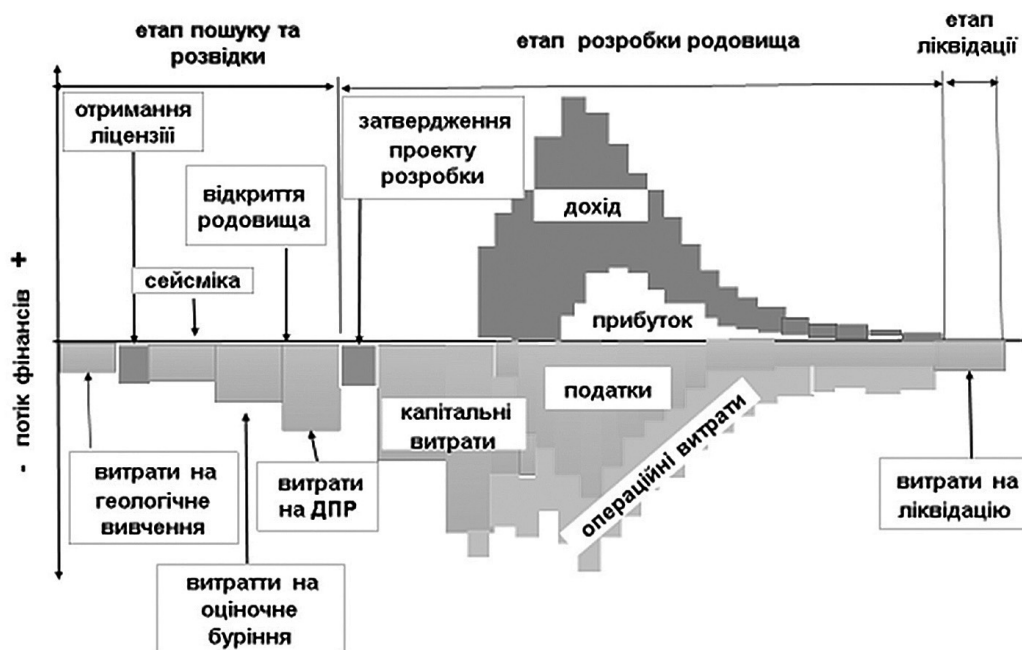 етап пошуку та
розвідки
етап розробки родовища
етап
ліквідації
отримання
ліцензіїї
затвердження
проекту
розробки
відкриття
родовища
сейсміка
дохід
прибуток
- потік фінансів +
податки
капітальні
витрати
операційні витрати
витрати на
геологічне
вивчення
витрати
на ДПР
витрати на
ліквідацію
витратти на
оціночне
буріння